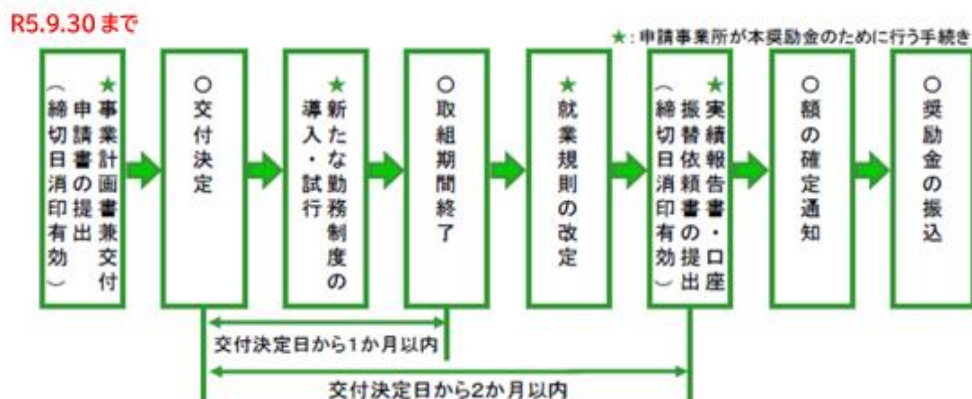 R5.9.30 まで
★:申請事業所が本奨励金のために行う手続き
★事業計画書兼交付
申請書の提出
（締切日消印有効）
○交付決定
★新たな勤務制度の
導入・試行
○取組期間終了
★就業規則の改定
★実績報告書・口座
振替依頼書の提出
（締切日消印有効）
○額の確定通知
○奨励金の振込
交付決定日から1か月以内
交付決定日から2か月以内